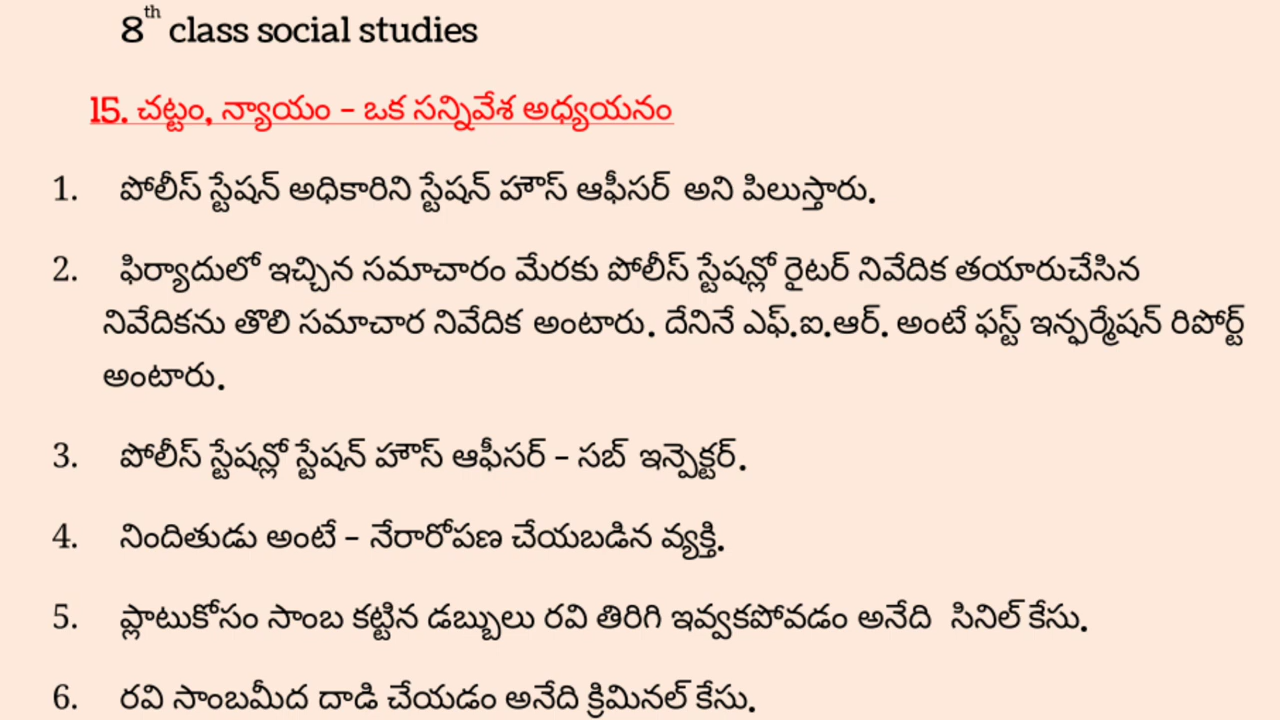 8th class social studies
15. చట్టం, న్యాయం – ఒక సన్నివేశ అధ్యయనం
1. పోలీస్ స్టేషన్ అధికారిని స్టేషన్ హౌస్ ఆఫీసర్ అని పిలుస్తారు.
2. ఫిర్యాదులో ఇచ్చిన సమాచారం మేరకు పోలీస్ స్టేషన్లో రైటర్ నివేదిక తయారుచేసిన
నివేదికను తొలి సమాచార నివేదిక అంటారు. దేనినే ఎఫ్.ఐ.ఆర్. అంటే ఫస్ట్ ఇన్ఫర్మేషన్ రిపోర్ట్
అంటారు.
3. పోలీస్ స్టేషన్లో స్టేషన్ హౌస్ ఆఫీసర్ – సబ్ ఇన్పెక్టర్.
4. నిందితుడు అంటే – నేరారోపణ చేయబడిన వ్యక్తి.
5. ప్లాటుకోసం సాంబ కట్టిన డబ్బులు రవి తిరిగి ఇవ్వకపోవడం అనేది సినిల్ కేసు.
6. రవి సాంబమీద దాడి చేయడం అనేది క్రిమినల్ కేసు.